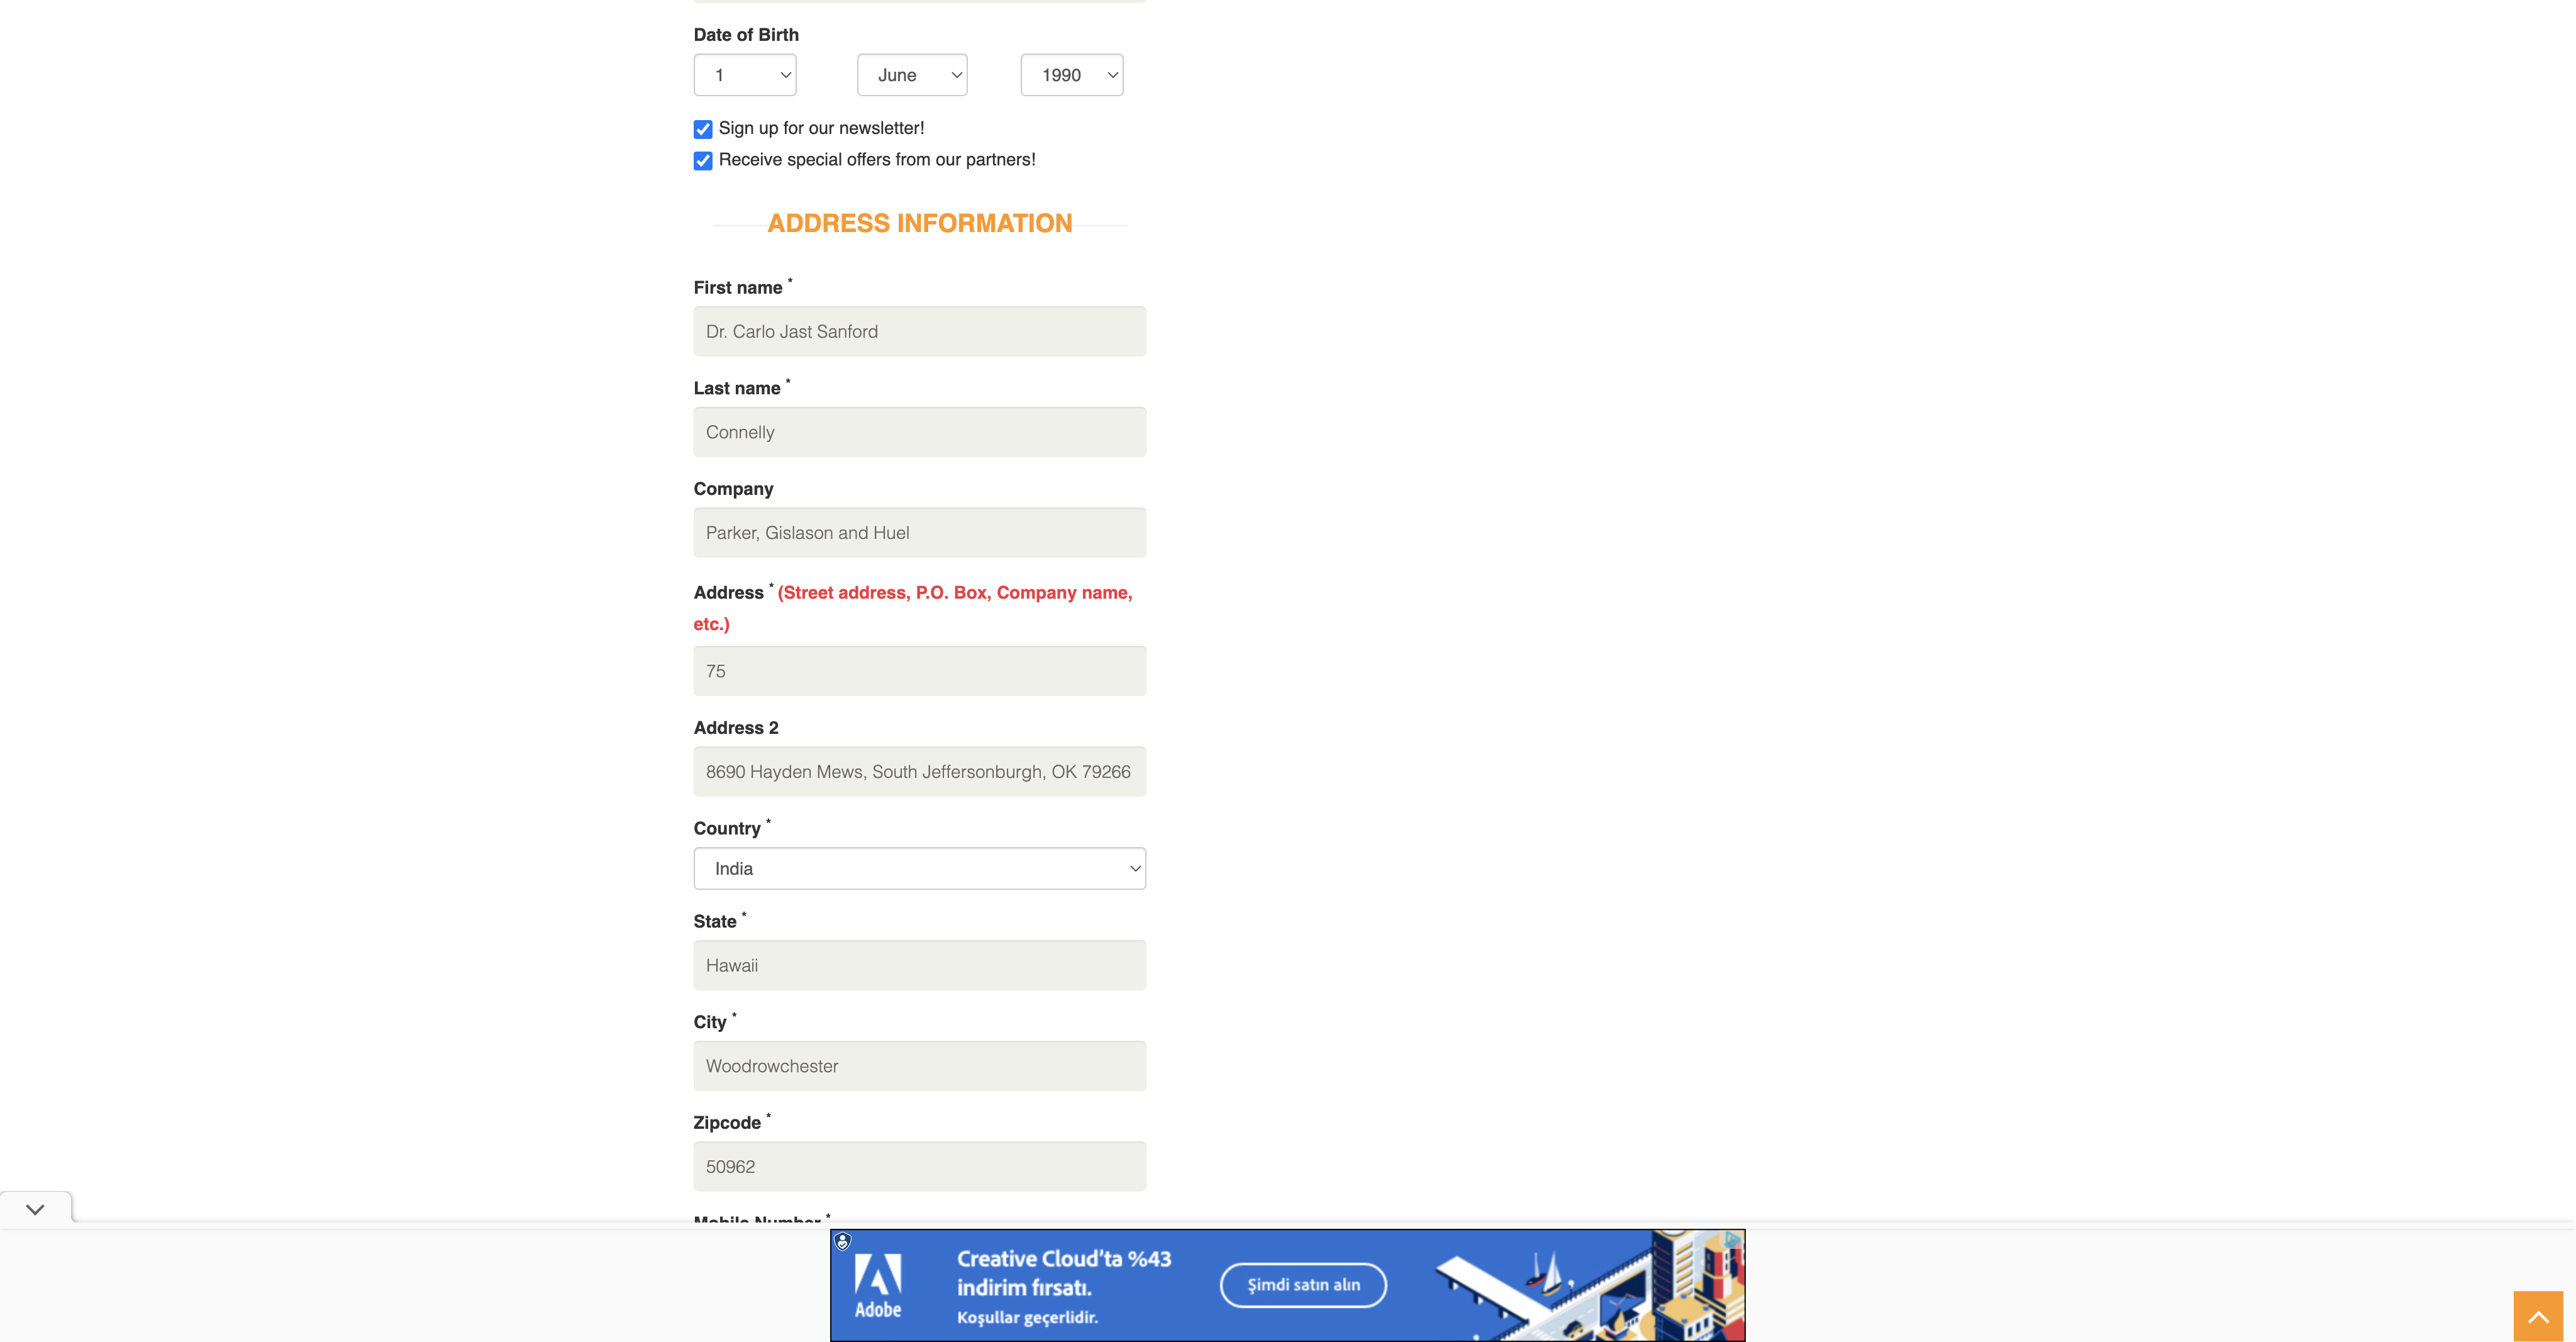 Date of Birth
1 June 1990
Sign up for our newsletter!
Receive special offers from our partners!
ADDRESS INFORMATION
First name *
Dr. Carlo Jast Sanford
Last name *
Connelly
Company
Parker, Gislason and Huel
Address * (Street address, P.O. Box, Company name,
etc.)
75
Address 2
8690 Hayden Mews, South Jeffersonburgh, OK 79266
Country *
India
State *
Hawaii
City *
Woodrowchester
Zipcode *
50962
Mobile Number *
Creative Cloud'ta %43
indirim fırsatı.
Koşullar geçerlidir.
Adobe
Şimdi satın alın